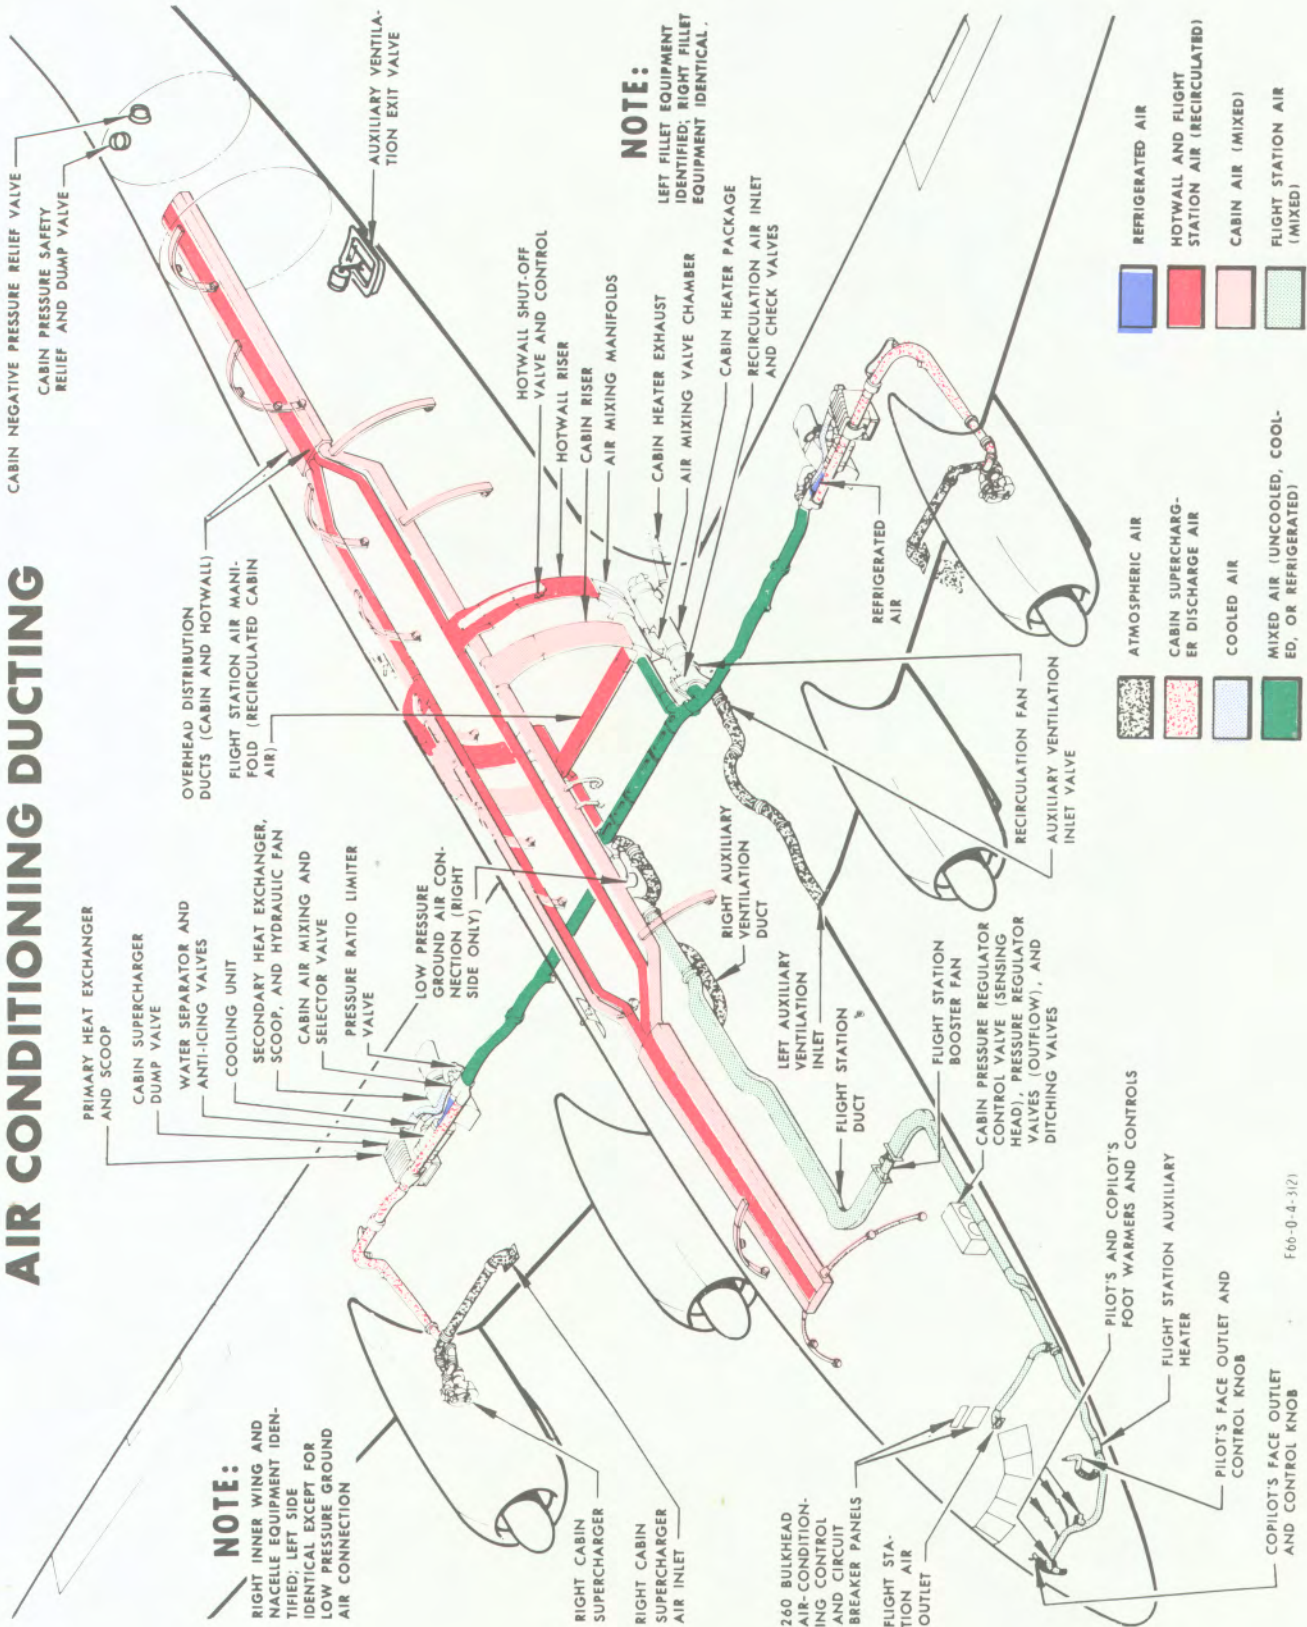 AIR CONDITIONING DUCTING
CABIN NEGATIVE PRESSURE RELIEF VALVE
CABIN PRESSURE SAFETY
RELIEF AND DUMP VALVE
AUXILIARY VENTILA-
TION EXIT VALVE
OVERHEAD DISTRIBUTION
DUCTS (CABIN AND HOTWALL)
FLIGHT STATION AIR MANI-
FOLD (RECIRCULATED CABIN
AIR)
PRIMARY HEAT EXCHANGER
AND SCOOP
CABIN SUPERCHARGER
DUMP VALVE
WATER SEPARATOR AND
ANTI-ICING VALVES
COOLING UNIT
SECONDARY HEAT EXCHANGER,
SCOOP, AND HYDRAULIC FAN
CABIN AIR MIXING AND
SELECTOR VALVE
PRESSURE RATIO LIMITER
VALVE
LOW PRESSURE
GROUND AIR CON-
NECTION (RIGHT
SIDE ONLY)
NOTE:
RIGHT INNER WING AND
NACELLE EQUIPMENT IDEN-
TIFIED; LEFT SIDE
IDENTICAL EXCEPT FOR
LOW PRESSURE GROUND
AIR CONNECTION
HOTWALL SHUT-OFF
VALVE AND CONTROL
HOTWALL RISER
CABIN RISER
AIR MIXING MANIFOLDS
NOTE:
LEFT FILLET EQUIPMENT
IDENTIFIED; RIGHT FILLET
EQUIPMENT IDENTICAL.
CABIN HEATER EXHAUST
AIR MIXING VALVE CHAMBER
CABIN HEATER PACKAGE
RECIRCULATION AIR INLET
AND CHECK VALVES
REFRIGERATED
AIR
RECIRCULATION FAN
AUXILIARY VENTILATION
INLET VALVE
RIGHT AUXILIARY
VENTILATION
DUCT
LEFT AUXILIARY
VENTILATION
INLET
FLIGHT STATION
DUCT
FLIGHT STATION
BOOSTER FAN
CABIN PRESSURE REGULATOR
CONTROL VALVE (SENSING
HEAD), PRESSURE REGULATOR
VALVES (OUTFLOW), AND
DITCHING VALVES
RIGHT CABIN
SUPERCHARGER
RIGHT CABIN
SUPERCHARGER
AIR INLET
260 BULKHEAD
AIR-CONDITION-
ING CONTROL
AND CIRCUIT
BREAKER PANELS
FLIGHT STA-
TION AIR
OUTLET
PILOT'S AND COPILOT'S
FOOT WARMERS AND CONTROLS
FLIGHT STATION AUXILIARY
HEATER
PILOT'S FACE OUTLET AND
CONTROL KNOB
COPILOT'S FACE OUTLET
AND CONTROL KNOB
ATMOSPHERIC AIR
CABIN SUPERCHARG-
ER DISCHARGE AIR
COOLED AIR
MIXED AIR (UNCOOLED, COOL-
ED, OR REFRIGERATED)
REFRIGERATED AIR
HOTWALL AND FLIGHT
STATION AIR (RECIRCULATED)
CABIN AIR (MIXED)
FLIGHT STATION AIR
(MIXED)
F66-0-4-3(2)